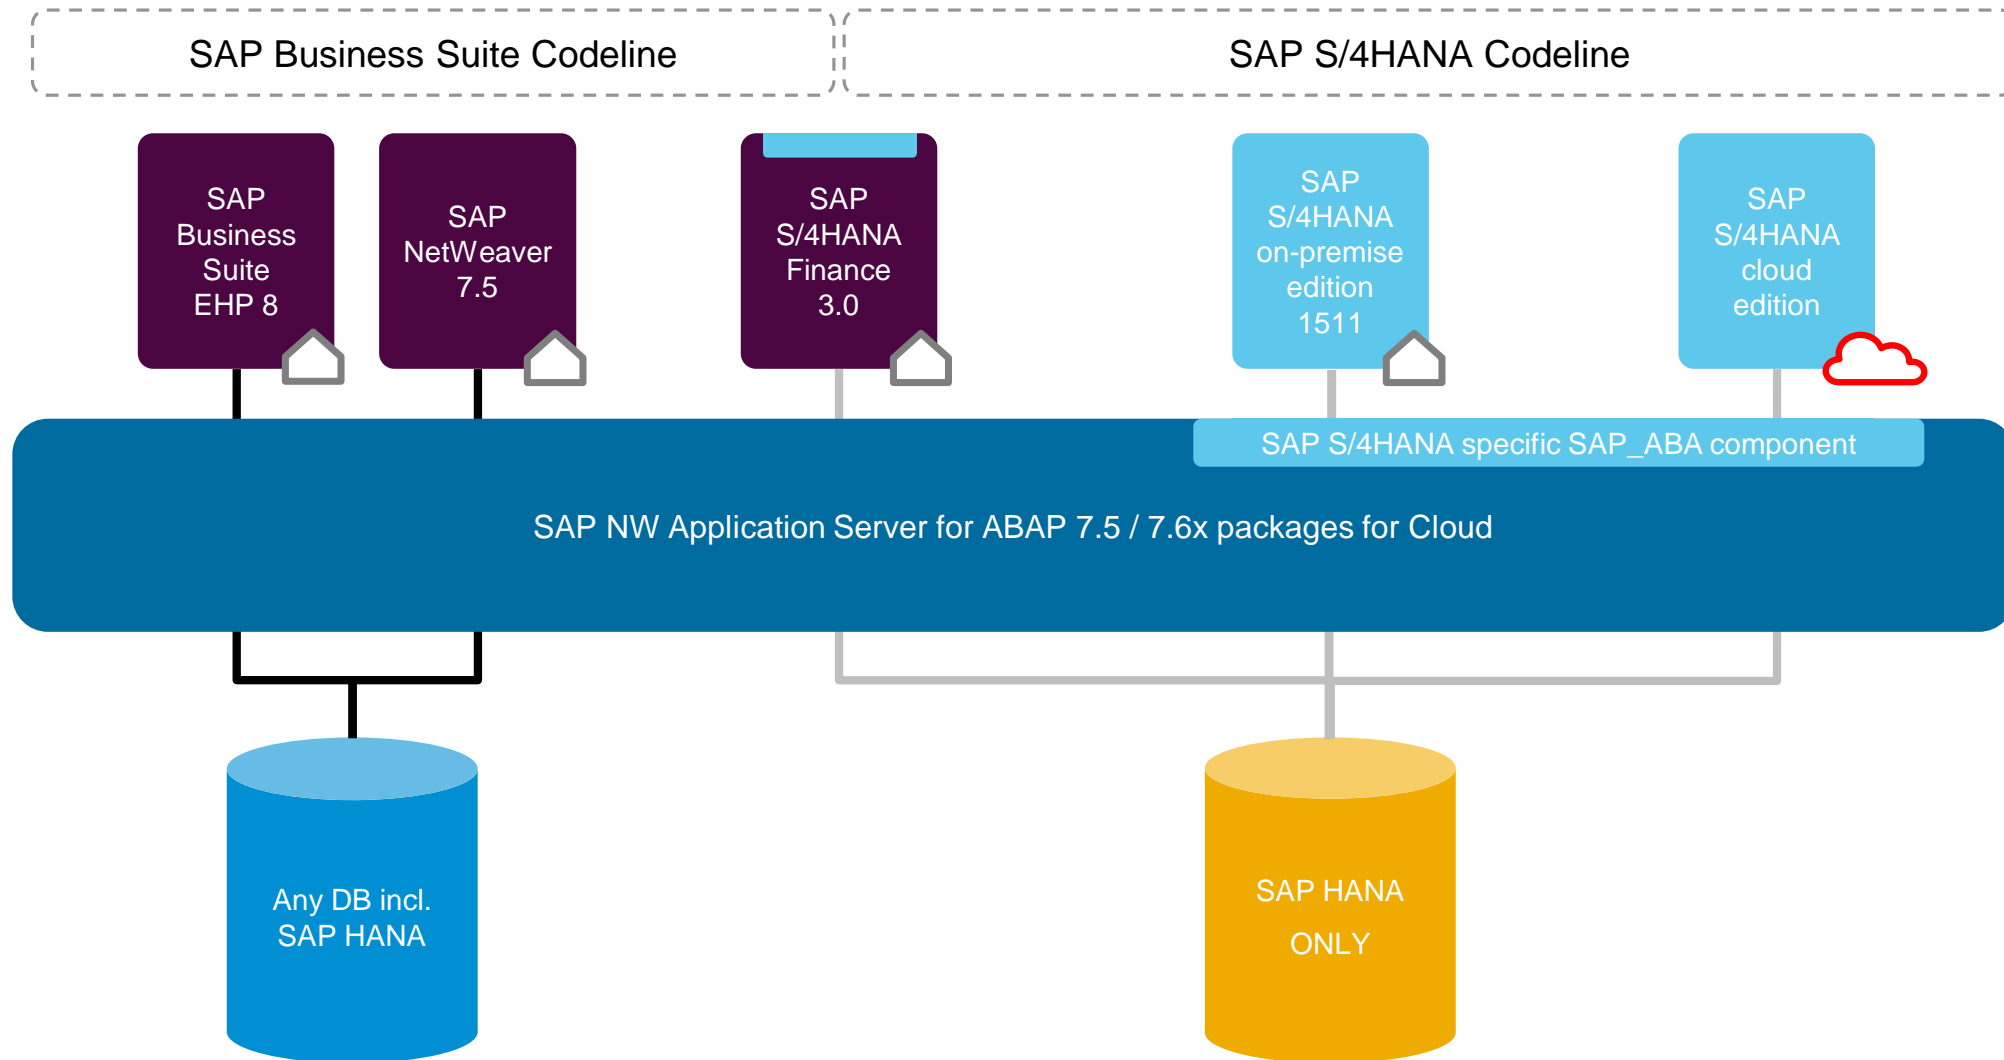 SAP Business Suite Codeline
SAP S/4HANA Codeline
SAP
Business
Suite
EHP 8
SAP
NetWeaver
7.5
SAP
S/4HANA
Finance
3.0
SAP
S/4HANA
on-premise
edition
1511
SAP
S/4HANA
cloud
edition
SAP S/4HANA specific SAP_ABA component
SAP NW Application Server for ABAP 7.5 / 7.6x packages for Cloud
Any DB incl.
SAP HANA
SAP HANA
ONLY